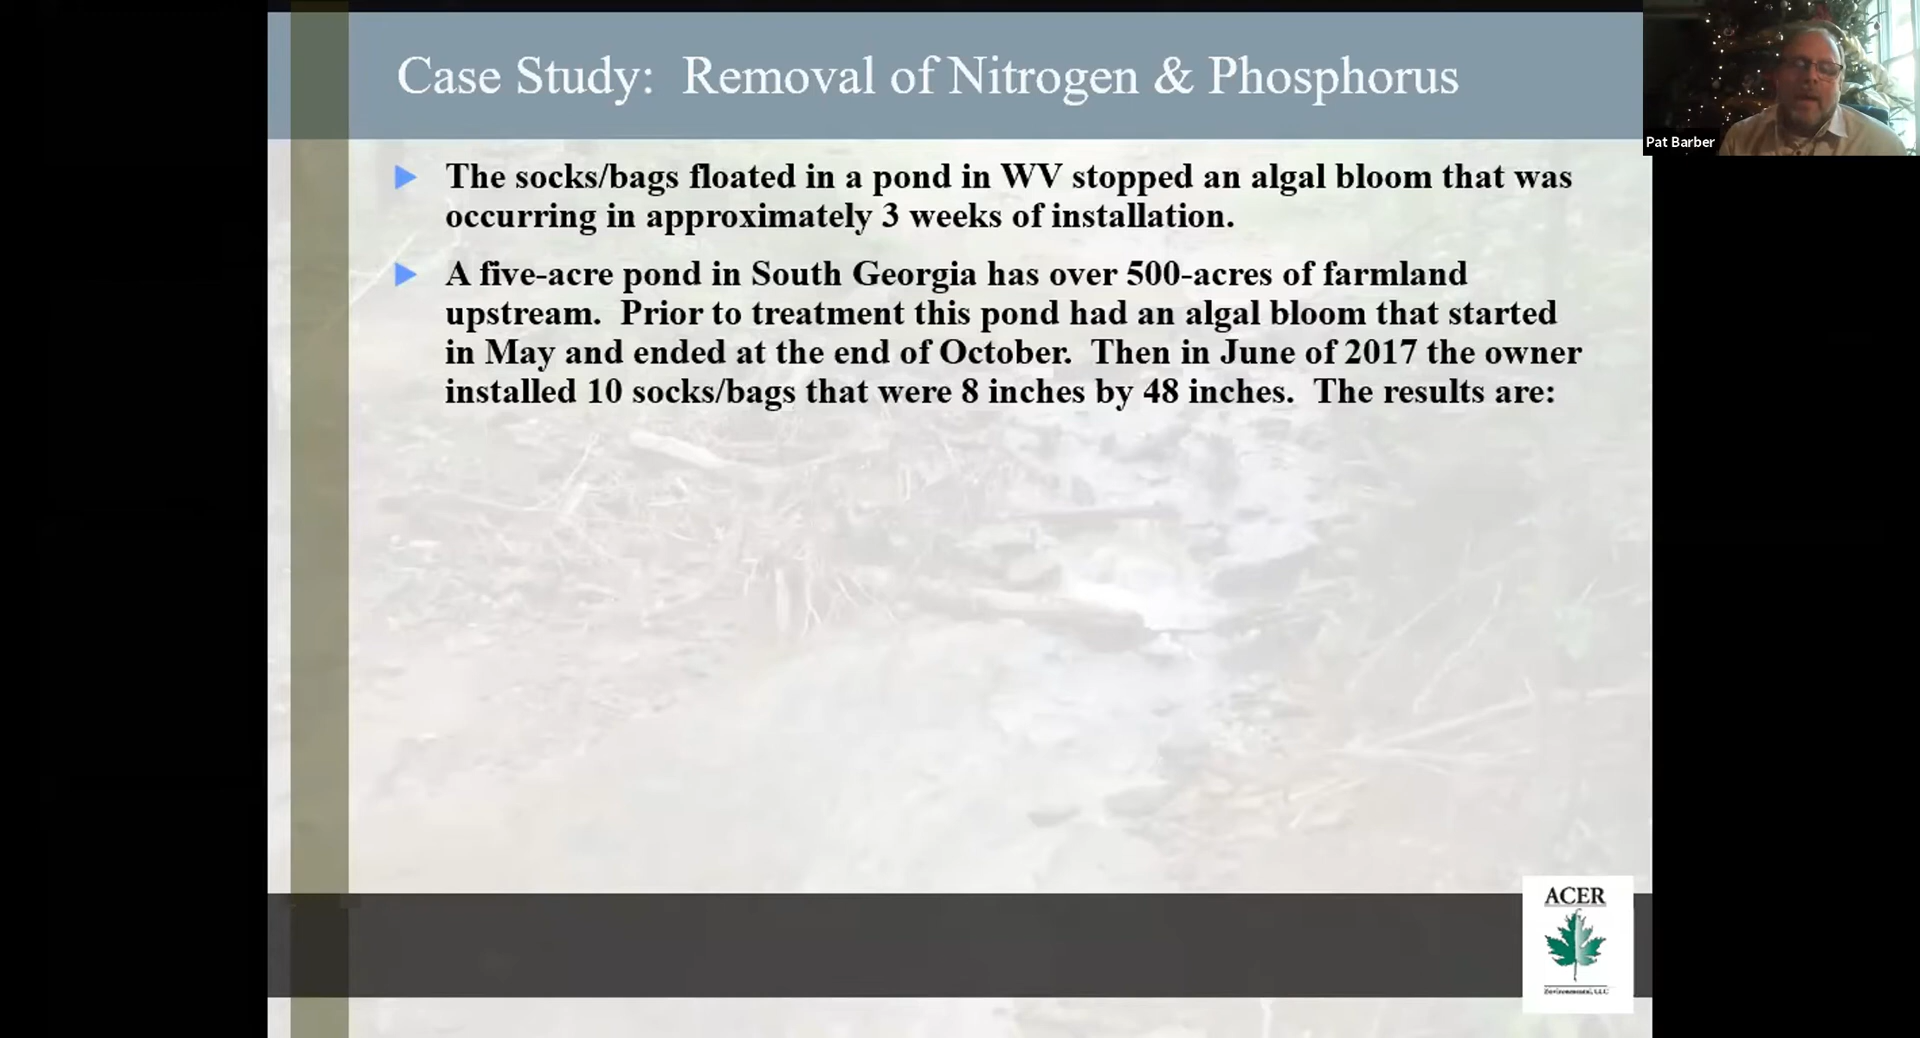 Case Study: Removal of Nitrogen & Phosphorus
Pat Barber
The socks/bags floated in a pond in WV stopped an algal bloom that was
occurring in approximately 3 weeks of installation.
A five-acre pond in South Georgia has over 500-acres of farmland
upstream. Prior to treatment this pond had an algal bloom that started
in May and ended at the end of October. Then in June of 2017 the owner
installed 10 socks/bags that were 8 inches by 48 inches. The results are:
ACER
Environmental, LLC